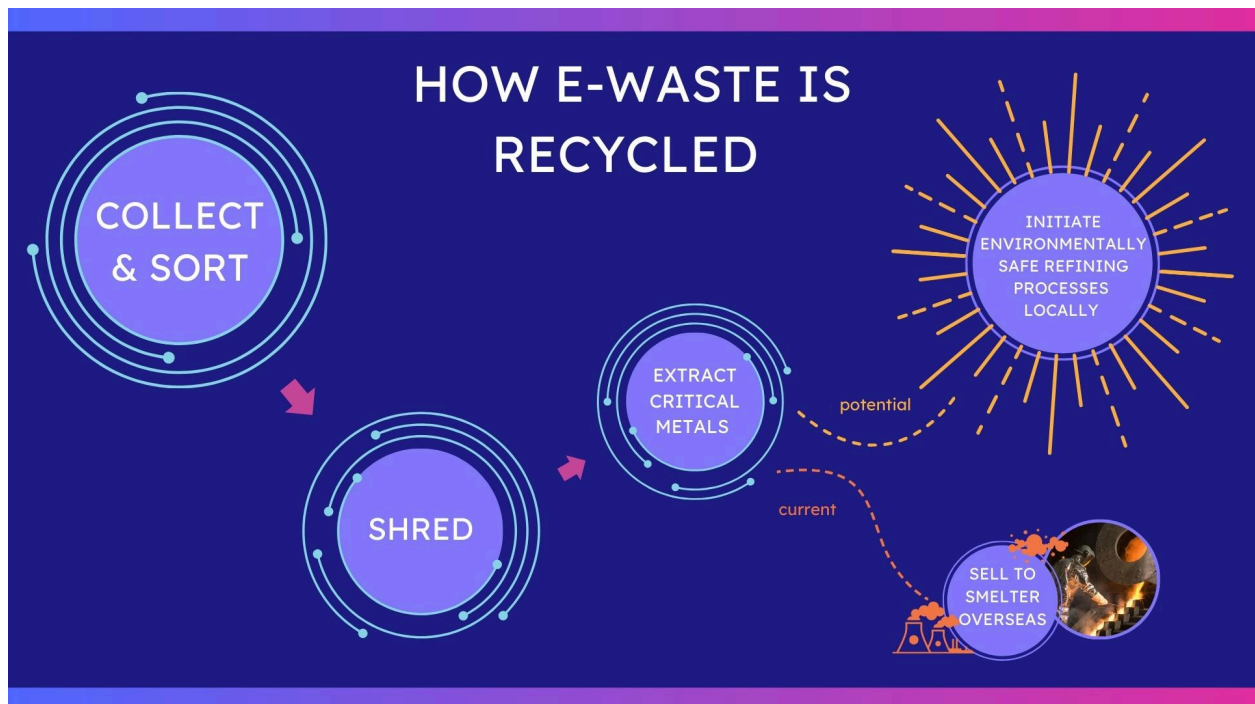 HOW E-WASTE IS
RECYCLED
COLLECT
& SORT
SHRED
EXTRACT
CRITICAL
METALS
potential
INITIATE
ENVIRONMENTALLY
SAFE REFINING
PROCESSES
LOCALLY
current
SELL TO
SMELTER
OVERSEAS